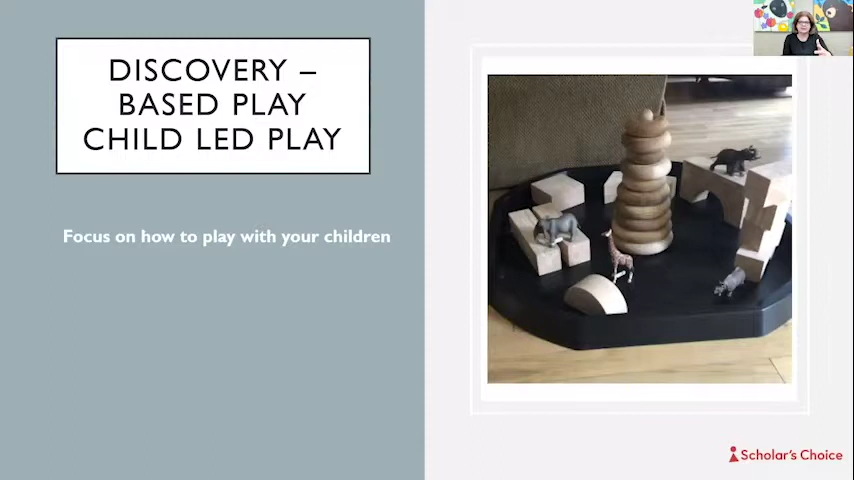 DISCOVERY –
BASED PLAY
CHILD LED PLAY
Focus on how to play with your children
Scholar's Choice